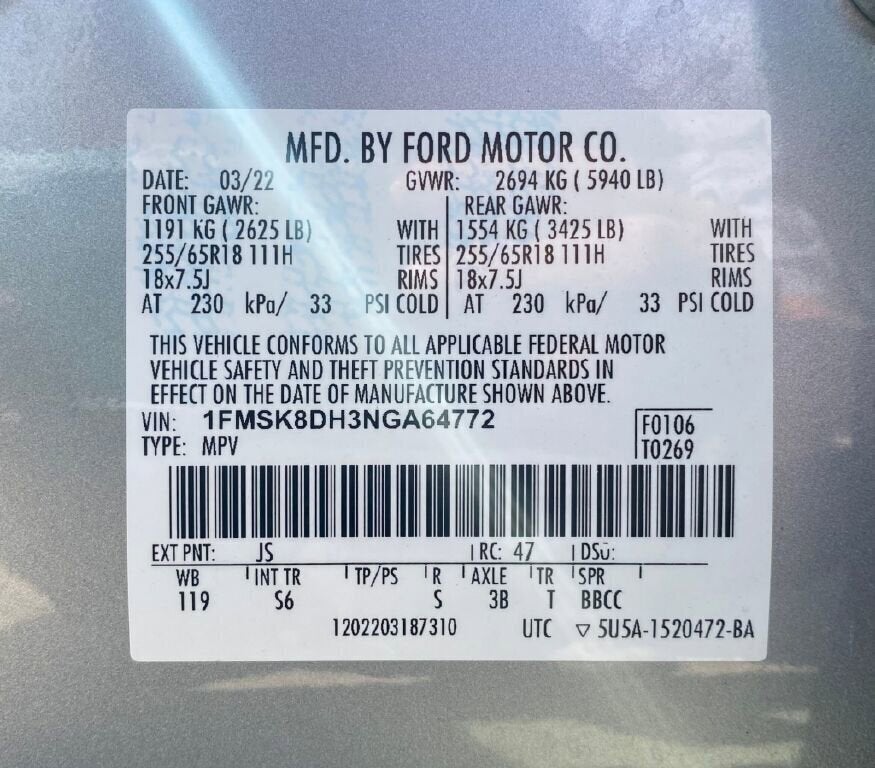 MFD. BY FORD MOTOR CO.
DATE: 03/22 GVWR: 2694 KG ( 5940 LB)
FRONT GAWR: REAR GAWR:
1191 KG ( 2625 LB) WITH 1554 KG ( 3425 LB) WITH
255/65R18 111H TIRES 255/65R18 111H TIRES
18x7.5J RIMS 18x7.5J RIMS
AT 230 kPa/ 33 PSI COLD AT 230 kPa/ 33 PSI COLD
THIS VEHICLE CONFORMS TO ALL APPLICABLE FEDERAL MOTOR
VEHICLE SAFETY AND THEFT PREVENTION STANDARDS IN
EFFECT ON THE DATE OF MANUFACTURE SHOWN ABOVE.
VIN: 1FMSK8DH3NGA64772 F0106
TYPE: MPV T0269
EXT PNT: JS RC: 47 DSO:
WB INT TR TP/PS R AXLE TR SPR
119 S6 S 3B T BBCC
1202203187310 UTC ▽ 5U5A-1520472-BA